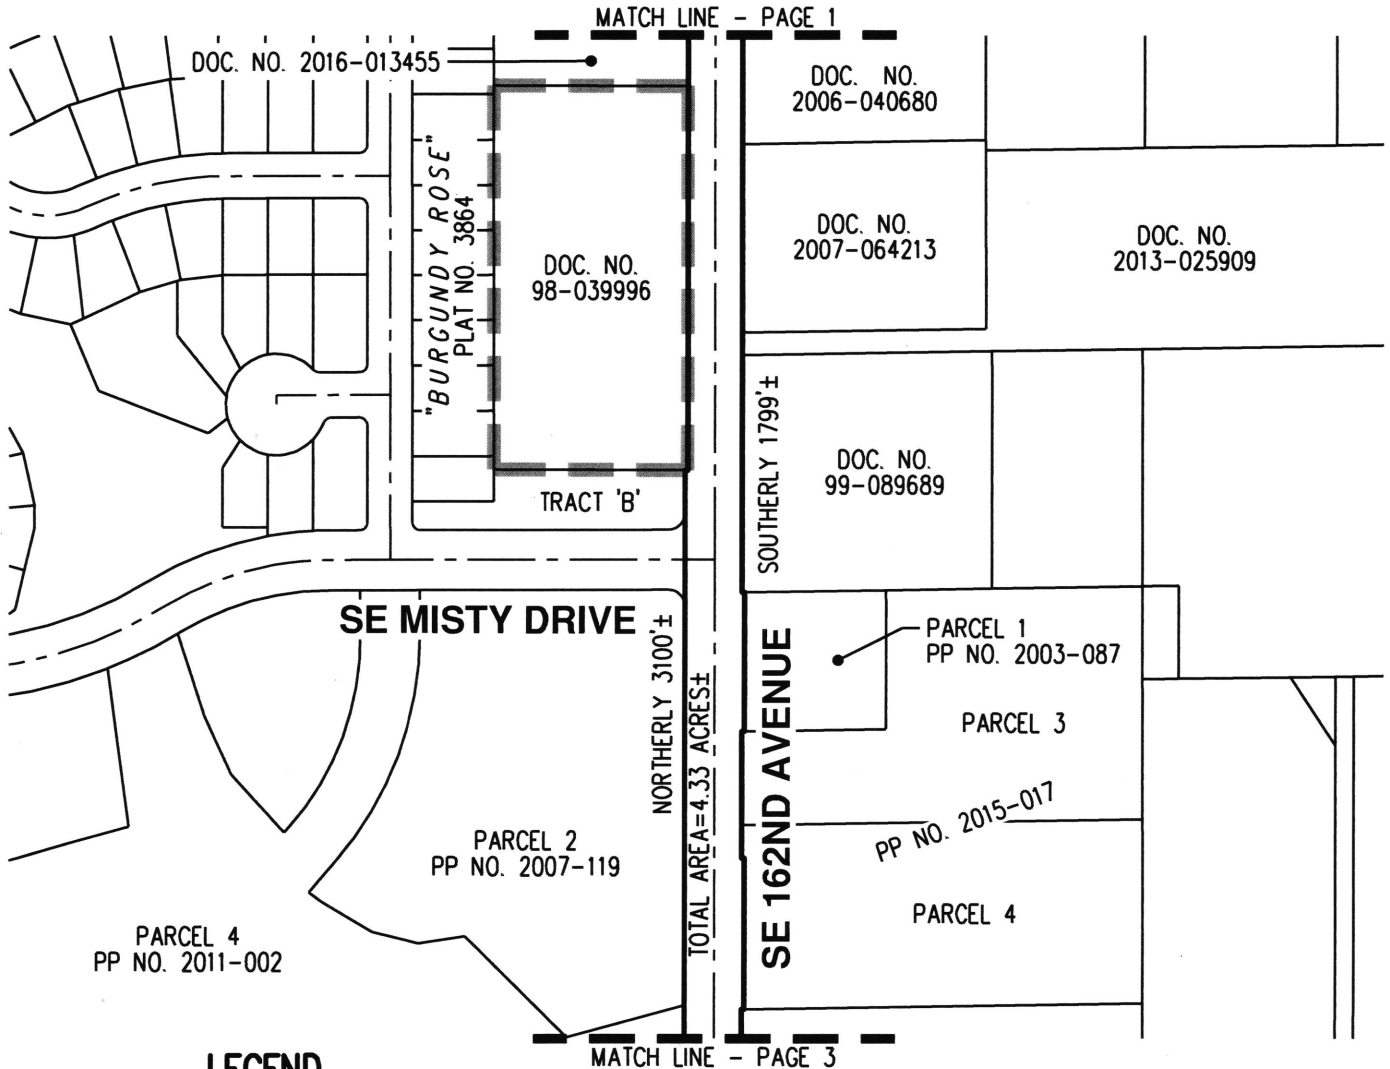 MATCH LINE - PAGE 1
DOC. NO. 2016-013455
DOC. NO.
2006-040680
"BURGUNDY ROSE"
PLAT NO. 3864
DOC. NO.
98-039996
DOC. NO.
2007-064213
DOC. NO.
2013-025909
SOUTHERLY 1799'±
DOC. NO.
99-089689
TRACT 'B'
SE MISTY DRIVE
NORTHERLY 3100'±
TOTAL AREA=4.33 ACRES±
SE 162ND AVENUE
PARCEL 1
PP NO. 2003-087
PARCEL 3
PP NO. 2015-017
PARCEL 2
PP NO. 2007-119
PARCEL 4
PARCEL 4
PP NO. 2011-002
MATCH LINE - PAGE 3
LEGEND